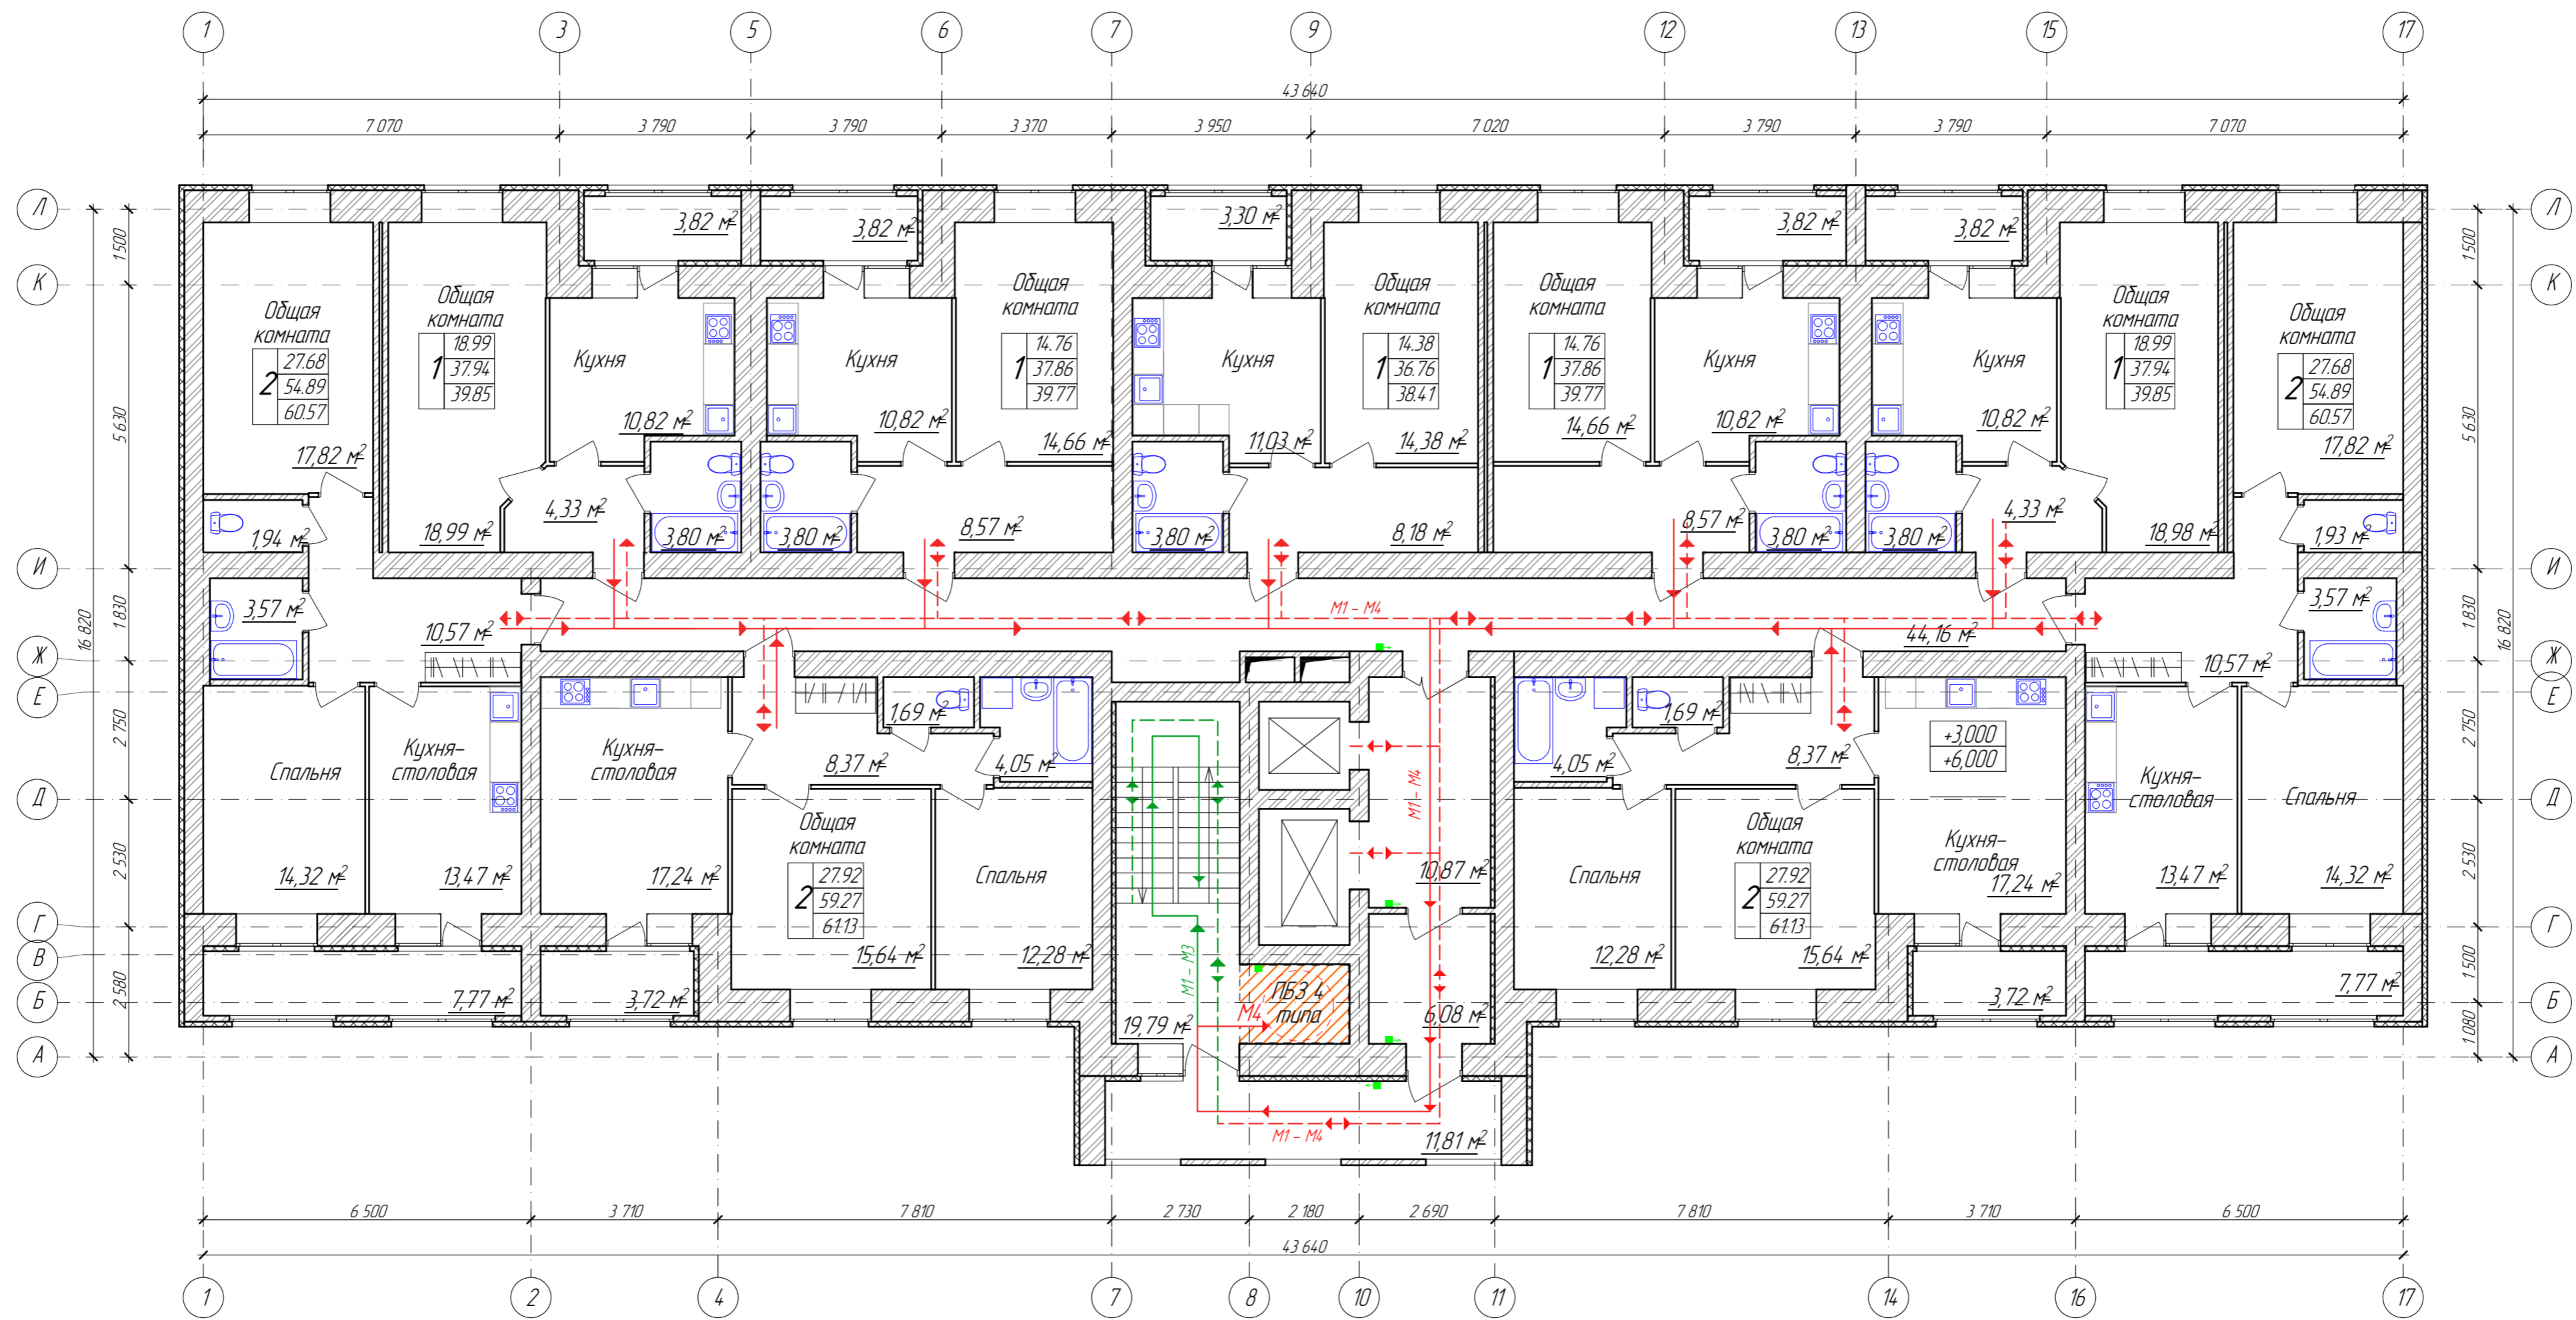 1 3 5 6 7 9 12 13 15 17
43 640
7 070 3 790 3 790 3 370 3 950 7 020 3 790 3 790 7 070
Л
К
И
Ж
Е
Д
Г
В
Б
А
16 820
1 500
5 630
1 830
2 750
2 530
2 580
3,82 м²
3,82 м²
3,30 м²
3,82 м²
3,82 м²
Общая
комната
2
27.68
54.89
60.57
17,82 м²
Общая
комната
1
18.99
37.94
39.85
18,99 м²
Кухня
10,82 м²
4,33 м²
3,80 м²
Кухня
10,82 м²
3,80 м²
Общая
комната
1
14.76
37.86
39.77
14,66 м²
8,57 м²
Кухня
11,03 м²
3,80 м²
Общая
комната
1
14.38
36.76
38.41
14,38 м²
8,18 м²
Общая
комната
1
14.76
37.86
39.77
14,66 м²
Кухня
10,82 м²
8,57 м²
3,80 м²
Кухня
10,82 м²
3,80 м²
4,33 м²
Общая
комната
1
18.99
37.94
39.85
18,98 м²
Общая
комната
2
27.68
54.89
60.57
17,82 м²
1,94 м²
1,93 м²
3,57 м²
10,57 м²
М1 - М4
44,16 м²
10,57 м²
3,57 м²
Спальня
14,32 м²
Кухня-
столовая
13,47 м²
Кухня-
столовая
17,24 м²
1,69 м²
8,37 м²
4,05 м²
Общая
комната
2
27.92
59.27
61.13
15,64 м²
Спальня
12,28 м²
М1 - М3
19,79 м²
М4
ПБЗ 4
типа
М1 - М4
10,87 м²
6,08 м²
М1 - М4
11,81 м²
4,05 м²
1,69 м²
8,37 м²
Спальня
12,28 м²
Общая
комната
2
27.92
59.27
61.13
15,64 м²
+3,000
+6,000
Кухня-
столовая
17,24 м²
Кухня-
столовая
13,47 м²
Спальня
14,32 м²
7,77 м²
3,72 м²
3,72 м²
7,77 м²
1 500
5 630
1 830
2 750
2 530
1 500
1 080
16 820
Л
К
И
Ж
Е
Д
Г
Б
А
6 500 3 710 7 810 2 730 2 180 2 690 7 810 3 710 6 500
43 640
1 2 4 7 8 10 11 14 16 17